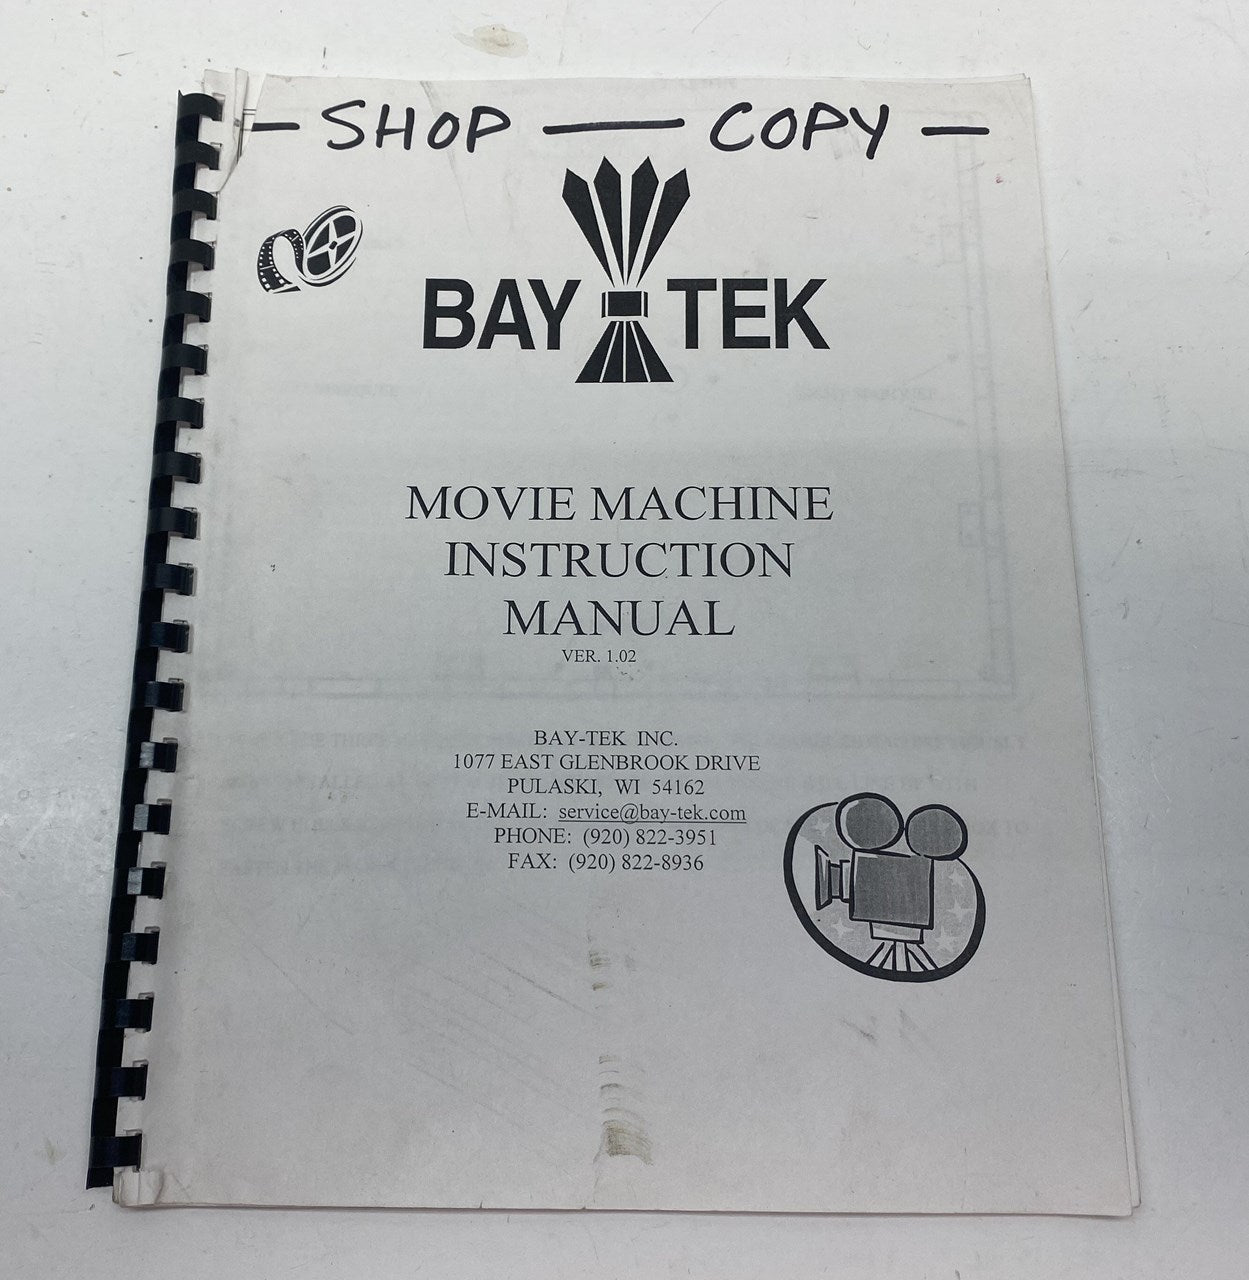 — SHOP — COPY —
BAY TEK
MOVIE MACHINE
INSTRUCTION
MANUAL
VER. 1.02
BAY-TEK INC.
1077 EAST GLENBROOK DRIVE
PULASKI, WI 54162
E-MAIL: service@bay-tek.com
PHONE: (920) 822-3951
FAX: (920) 822-8936